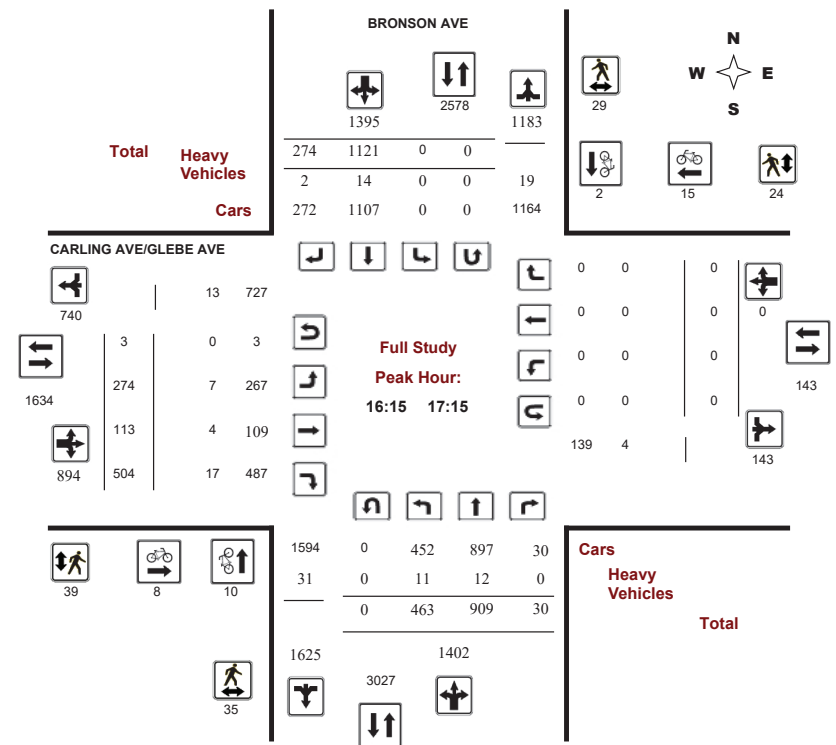 BRONSON AVE
N
W E
S
29
2578
1395 1183
Total Heavy Vehicles
274 1121 0 0
2 14 0 0 19
Cars 272 1107 0 0 1164
2 15 24
CARLING AVE/GLEBE AVE
740
13 727
3 0 3
1634
274 7 267
113 4 109
894
504 17 487
Full Study
Peak Hour:
16:15 17:15
0 0 0
0
0 0 0
0 0 0
143
0 0 0
139 4
143
39 8 10
35
1594 0 452 897 30
31 0 11 12 0
0 463 909 30
1625 1402
3027
Cars
Heavy
Vehicles
Total